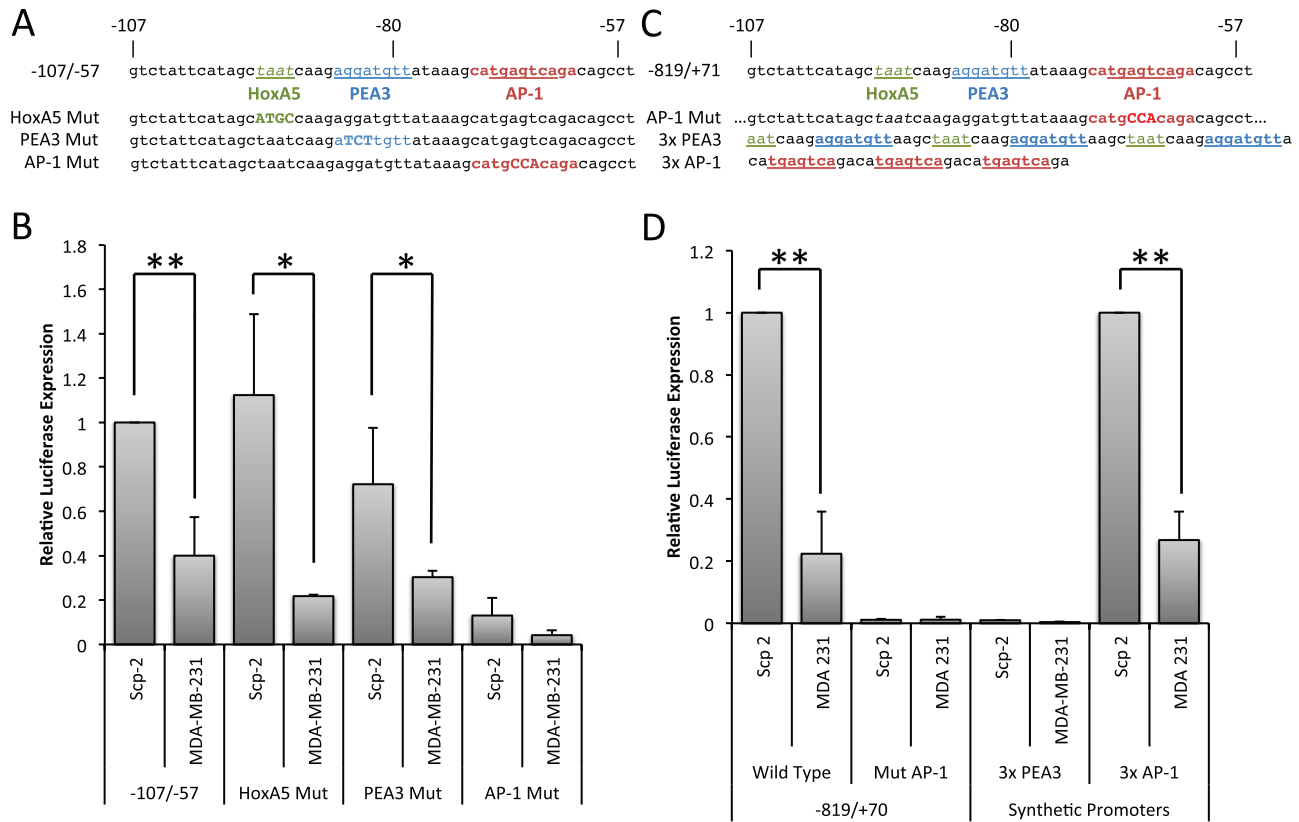 A
-107 -80 -57
-107/-57 gtctattcatagctaatcaagaggatgttataaagcatgagtcagacagcct
HoxA5 PEA3 AP-1
HoxA5 Mut gtctattcatagcATGCcaagaggatgttataaagcatgagtcagacagcct
PEA3 Mut gtctattcatagctaatcaagaTCTtgttataaagcatgagtcagacagcct
AP-1 Mut gtctattcatagctaatcaagaggatgttataaagcatgCCAcagacagcct
C
-107 -80 -57
-819/+71 gtctattcatagctaatcaagaggatgttataaagcatgagtcagacagcct
HoxA5 PEA3 AP-1
AP-1 Mut ...gtctattcatagctaatcaagaggatgttataaagcatgCCAcagacagcct...
3x PEA3 aatcaagaggatgttaagctaatcaagaggatgttaagctaatcaagaggatgtta
3x AP-1 catgagtcagacatgagtcagacatgagtcaga
B
Relative Luciferase Expression
1.8
1.6
1.4
1.2
1
0.8
0.6
0.4
0.2
0
** * *
Scp-2 MDA-MB-231 Scp-2 MDA-MB-231 Scp-2 MDA-MB-231 Scp-2 MDA-MB-231
-107/-57 HoxA5 Mut PEA3 Mut AP-1 Mut
D
Relative Luciferase Expression
1.2
1
0.8
0.6
0.4
0.2
0
** **
Scp 2 MDA 231 Scp 2 MDA 231 Scp-2 MDA-MB-231 Scp 2 MDA 231
Wild Type Mut AP-1 3x PEA3 3x AP-1
-819/+70 Synthetic Promoters